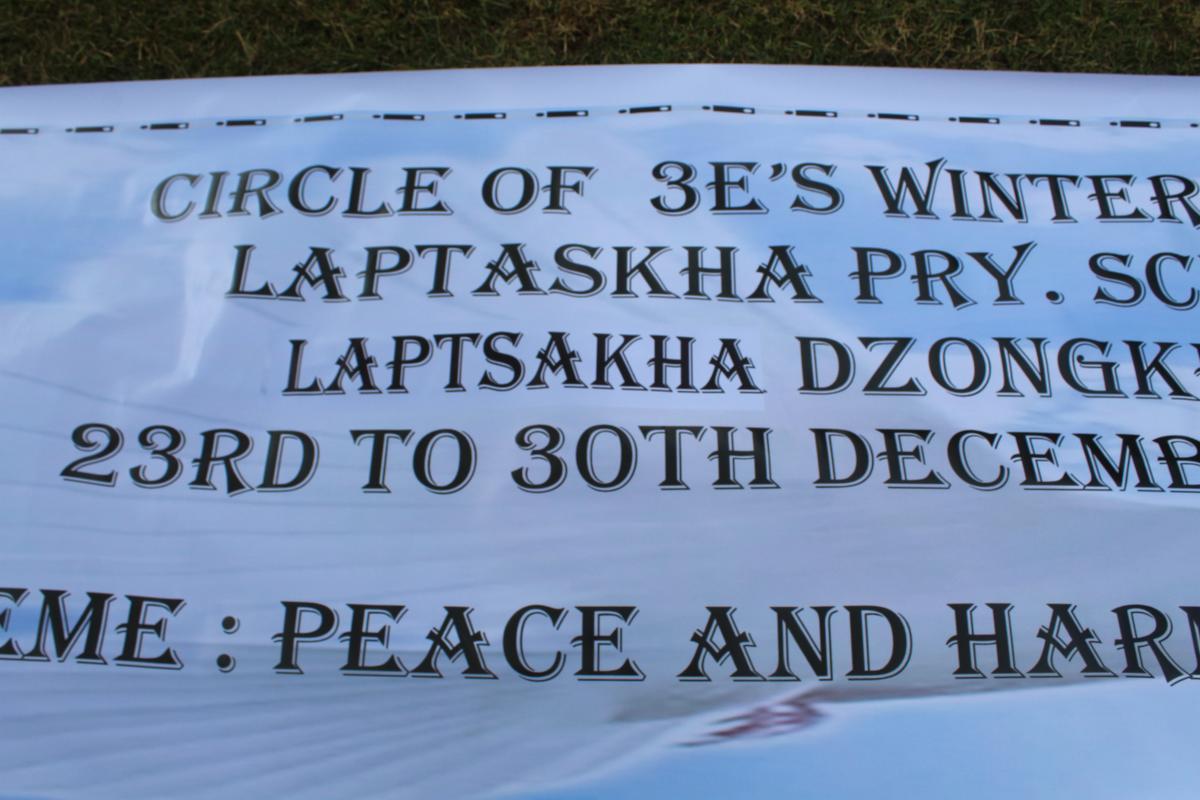 CIRCLE OF 3E'S WINTER
LAPTASKHA PRY. SC
LAPTSAKHA DZONGK
23RD TO 30TH DECEMB
EME : PEACE AND HAR